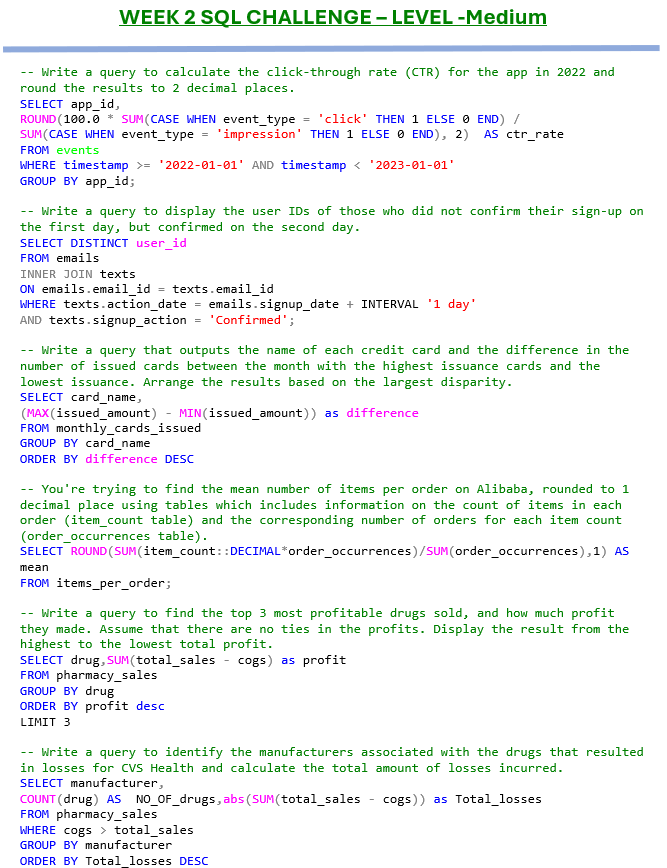 WEEK 2 SQL CHALLENGE – LEVEL -Medium
-- Write a query to calculate the click-through rate (CTR) for the app in 2022 and
round the results to 2 decimal places.
SELECT app_id,
ROUND(100.0 * SUM(CASE WHEN event_type = 'click' THEN 1 ELSE 0 END) /
SUM(CASE WHEN event_type = 'impression' THEN 1 ELSE 0 END), 2)  AS ctr_rate
FROM events
WHERE timestamp >= '2022-01-01' AND timestamp < '2023-01-01'
GROUP BY app_id;
-- Write a query to display the user IDs of those who did not confirm their sign-up on
the first day, but confirmed on the second day.
SELECT DISTINCT user_id
FROM emails
INNER JOIN texts
ON emails.email_id = texts.email_id
WHERE texts.action_date = emails.signup_date + INTERVAL '1 day'
AND texts.signup_action = 'Confirmed';
-- Write a query that outputs the name of each credit card and the difference in the
number of issued cards between the month with the highest issuance cards and the
lowest issuance. Arrange the results based on the largest disparity.
SELECT card_name,
(MAX(issued_amount) - MIN(issued_amount)) as difference
FROM monthly_cards_issued
GROUP BY card_name
ORDER BY difference DESC
-- You're trying to find the mean number of items per order on Alibaba, rounded to 1
decimal place using tables which includes information on the count of items in each
order (item_count table) and the corresponding number of orders for each item count
(order_occurrences table).
SELECT ROUND(SUM(item_count::DECIMAL*order_occurrences)/SUM(order_occurrences),1) AS
mean
FROM items_per_order;
-- Write a query to find the top 3 most profitable drugs sold, and how much profit
they made. Assume that there are no ties in the profits. Display the result from the
highest to the lowest total profit.
SELECT drug,SUM(total_sales - cogs) as profit
FROM pharmacy_sales
GROUP BY drug
ORDER BY profit desc
LIMIT 3
-- Write a query to identify the manufacturers associated with the drugs that resulted
in losses for CVS Health and calculate the total amount of losses incurred.
SELECT manufacturer,
COUNT(drug) AS  NO_OF_drugs,abs(SUM(total_sales - cogs)) as Total_losses
FROM pharmacy_sales
WHERE cogs > total_sales
GROUP BY manufacturer
ORDER BY Total_losses DESC